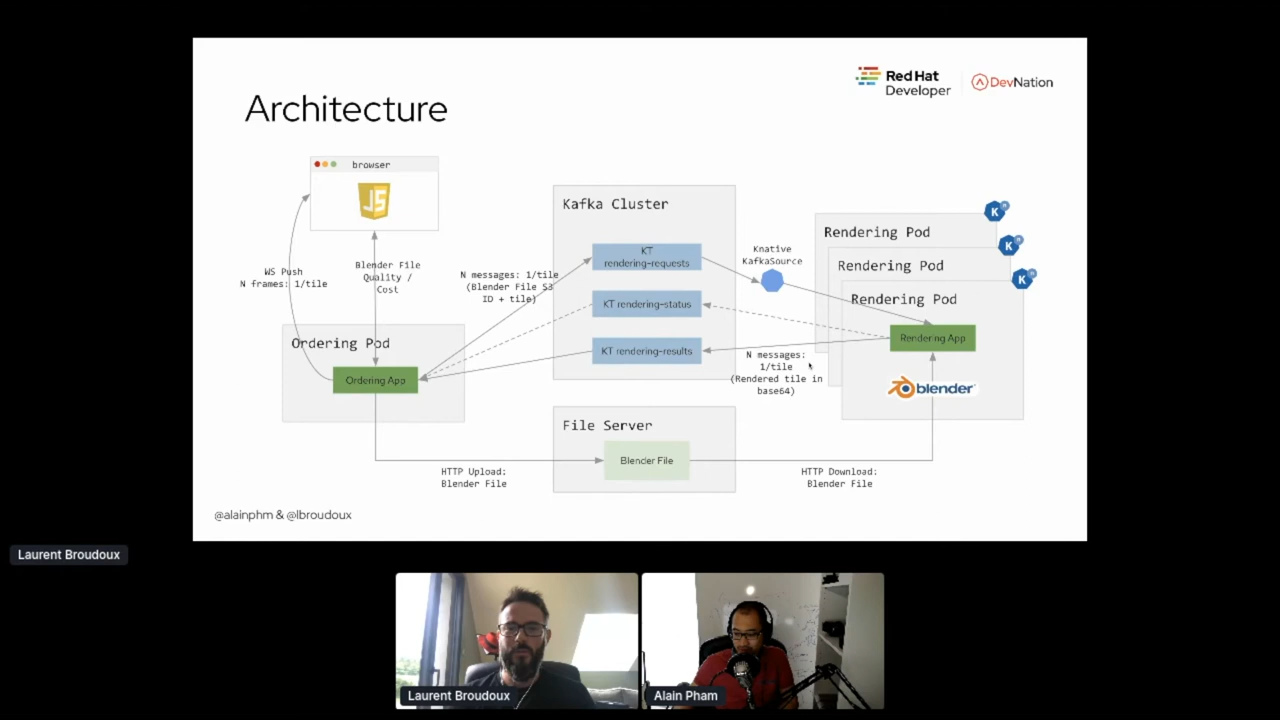 Red Hat
Developer
DevNation
Architecture
browser
JS
WS Push
N frames: 1/tile
Blender File
Quality /
Cost
Ordering Pod
Ordering App
N messages: 1/tile
(Blender File S3
ID + tile)
Kafka Cluster
KT
rendering-requests
KT rendering-status
KT rendering-results
Knative
KafkaSource
N messages:
1/tile
(Rendered tile in
base64)
Rendering Pod
Rendering Pod
Rendering Pod
K
K
K
Rendering App
blender
File Server
Blender File
HTTP Upload:
Blender File
HTTP Download:
Blender File
@alainphm & @lbroudoux
Laurent Broudoux
Laurent Broudoux
Alain Pham